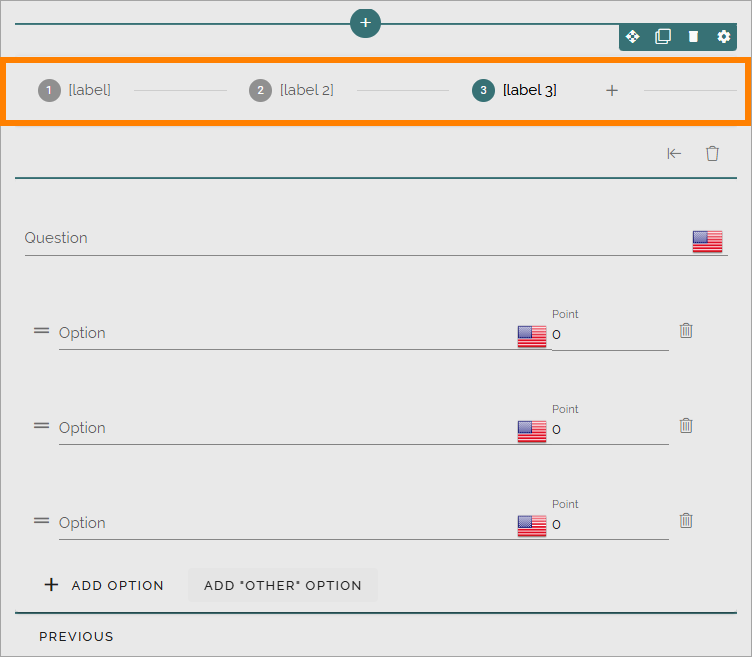 1 [label] 2 [label 2] 3 [label 3] +
Question
Point
Option 0
Point
Option 0
Point
Option 0
+ ADD OPTION ADD "OTHER" OPTION
PREVIOUS